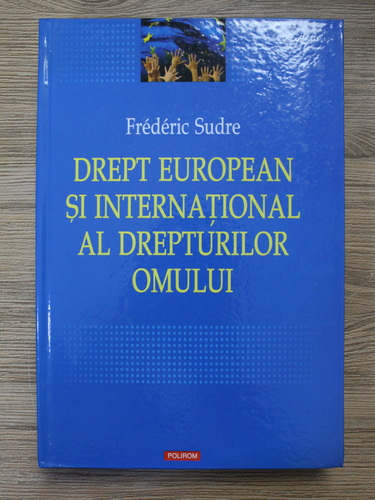 Frédéric Sudre
DREPT EUROPEAN
ȘI INTERNAȚIONAL
AL DREPTURILOR
OMULUI
POLIROM